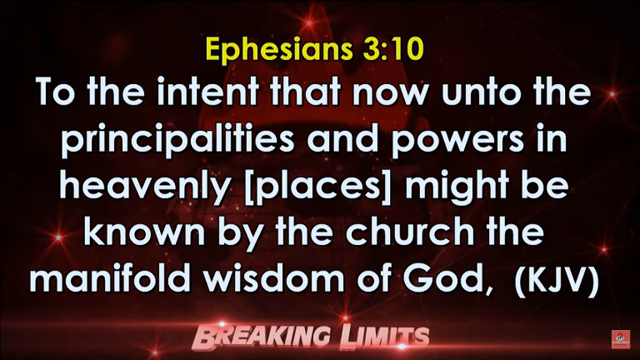 Ephesians 3:10
To the intent that now unto the
principalities and powers in
heavenly [places] might be
known by the church the
manifold wisdom of God, (KJV)
BREAKING LIMITS